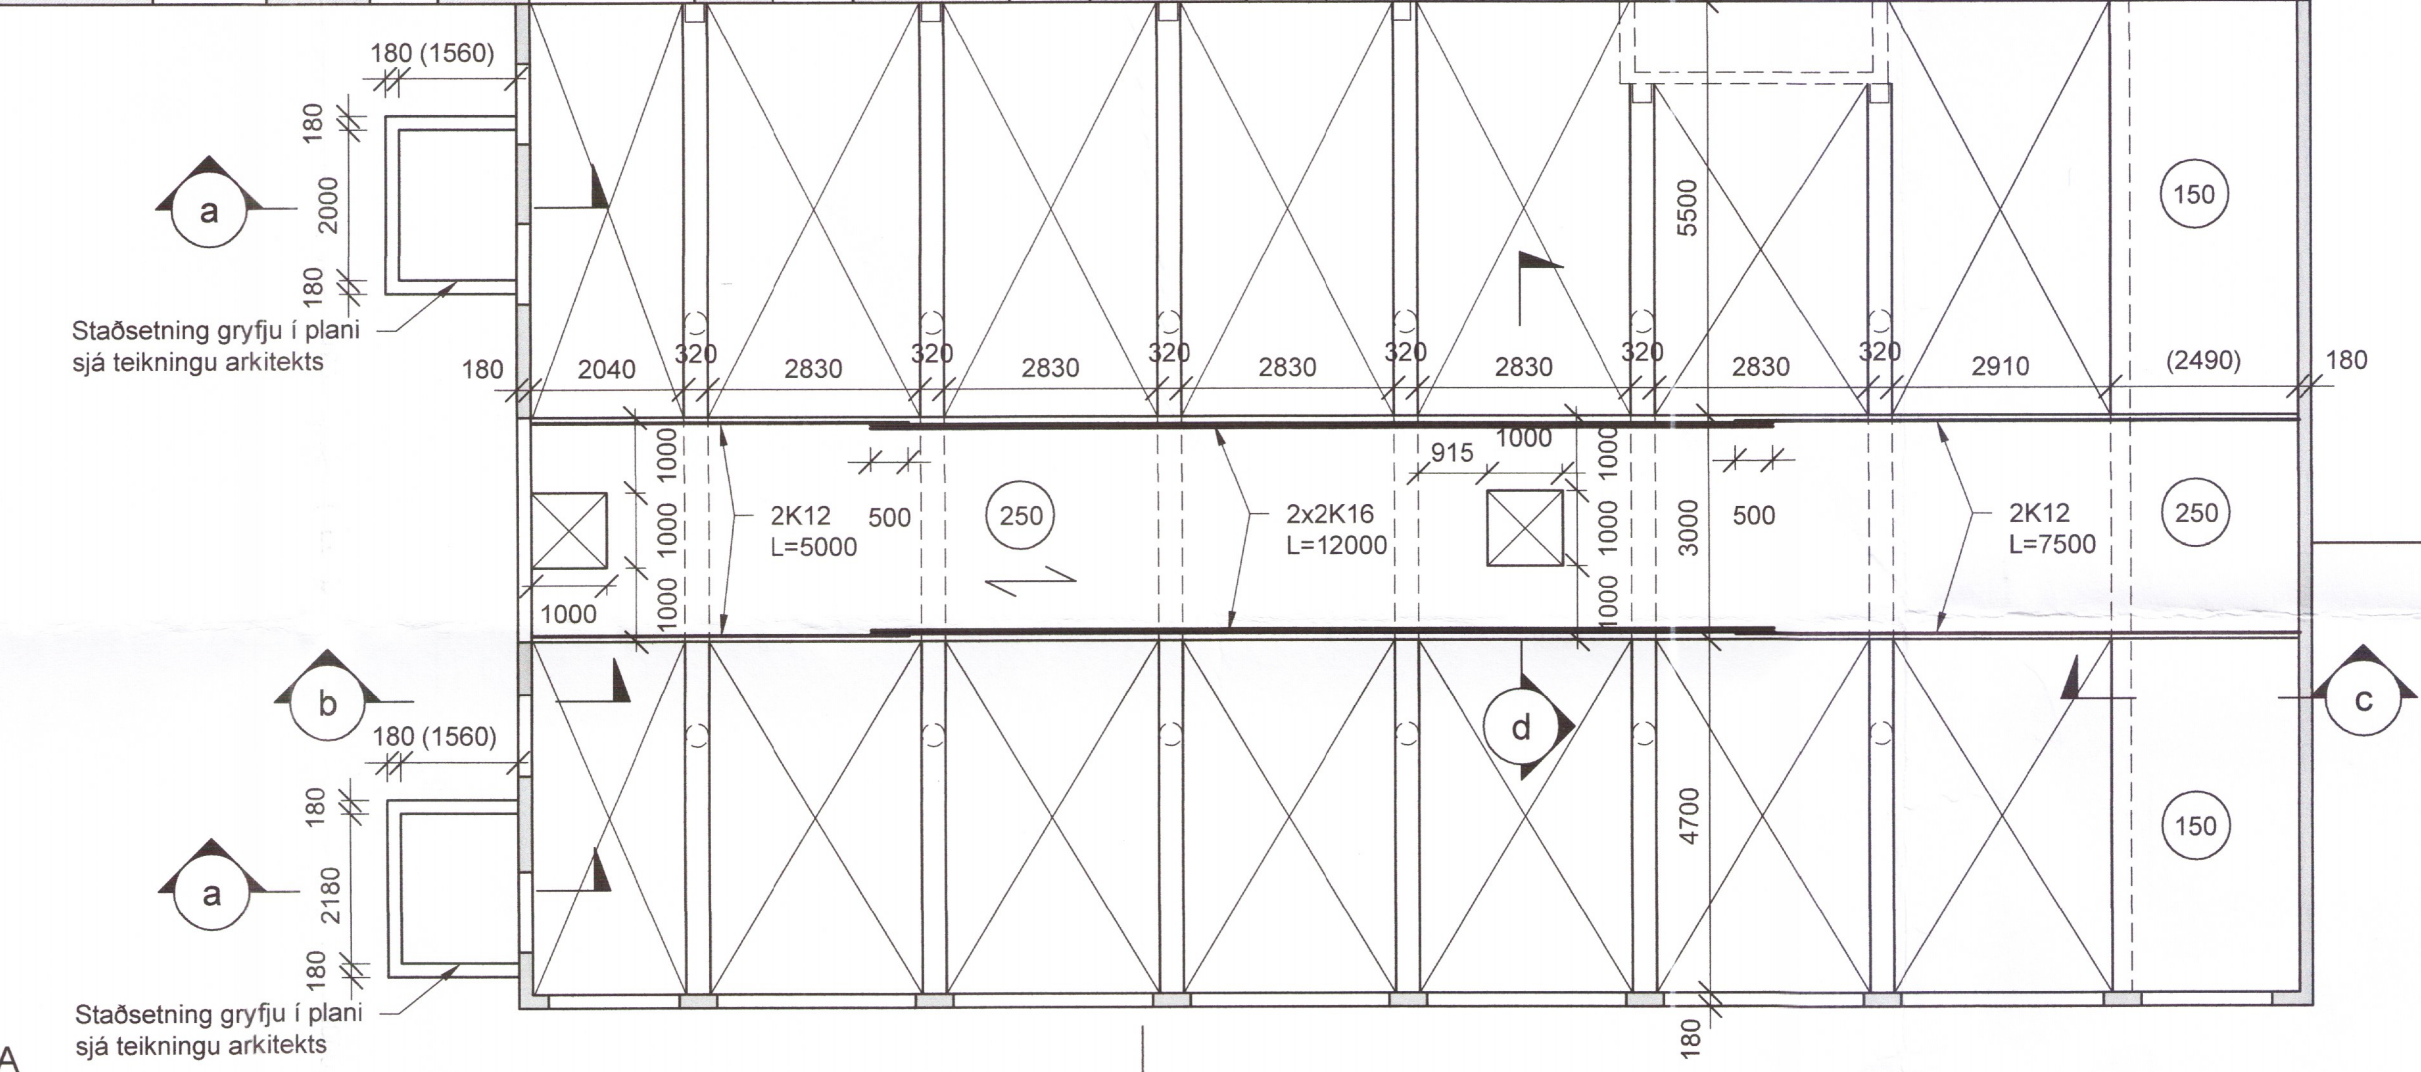 180 (1560)
180
2000
180
a
Staðsetning gryfju í plani
sjá teikningu arkitekts
5500
150
180
2040
320
2830
320
2830
320
2830
320
2830
320
2830
320
2910
(2490)
180
1000
1000
1000
1000
2K12
L=5000
500
250
2x2K16
L=12000
915
1000
1000
1000
1000
3000
500
2K12
L=7500
250
b
180 (1560)
d
c
180
2180
180
a
4700
150
Staðsetning gryfju í plani
sjá teikningu arkitekts
180
A